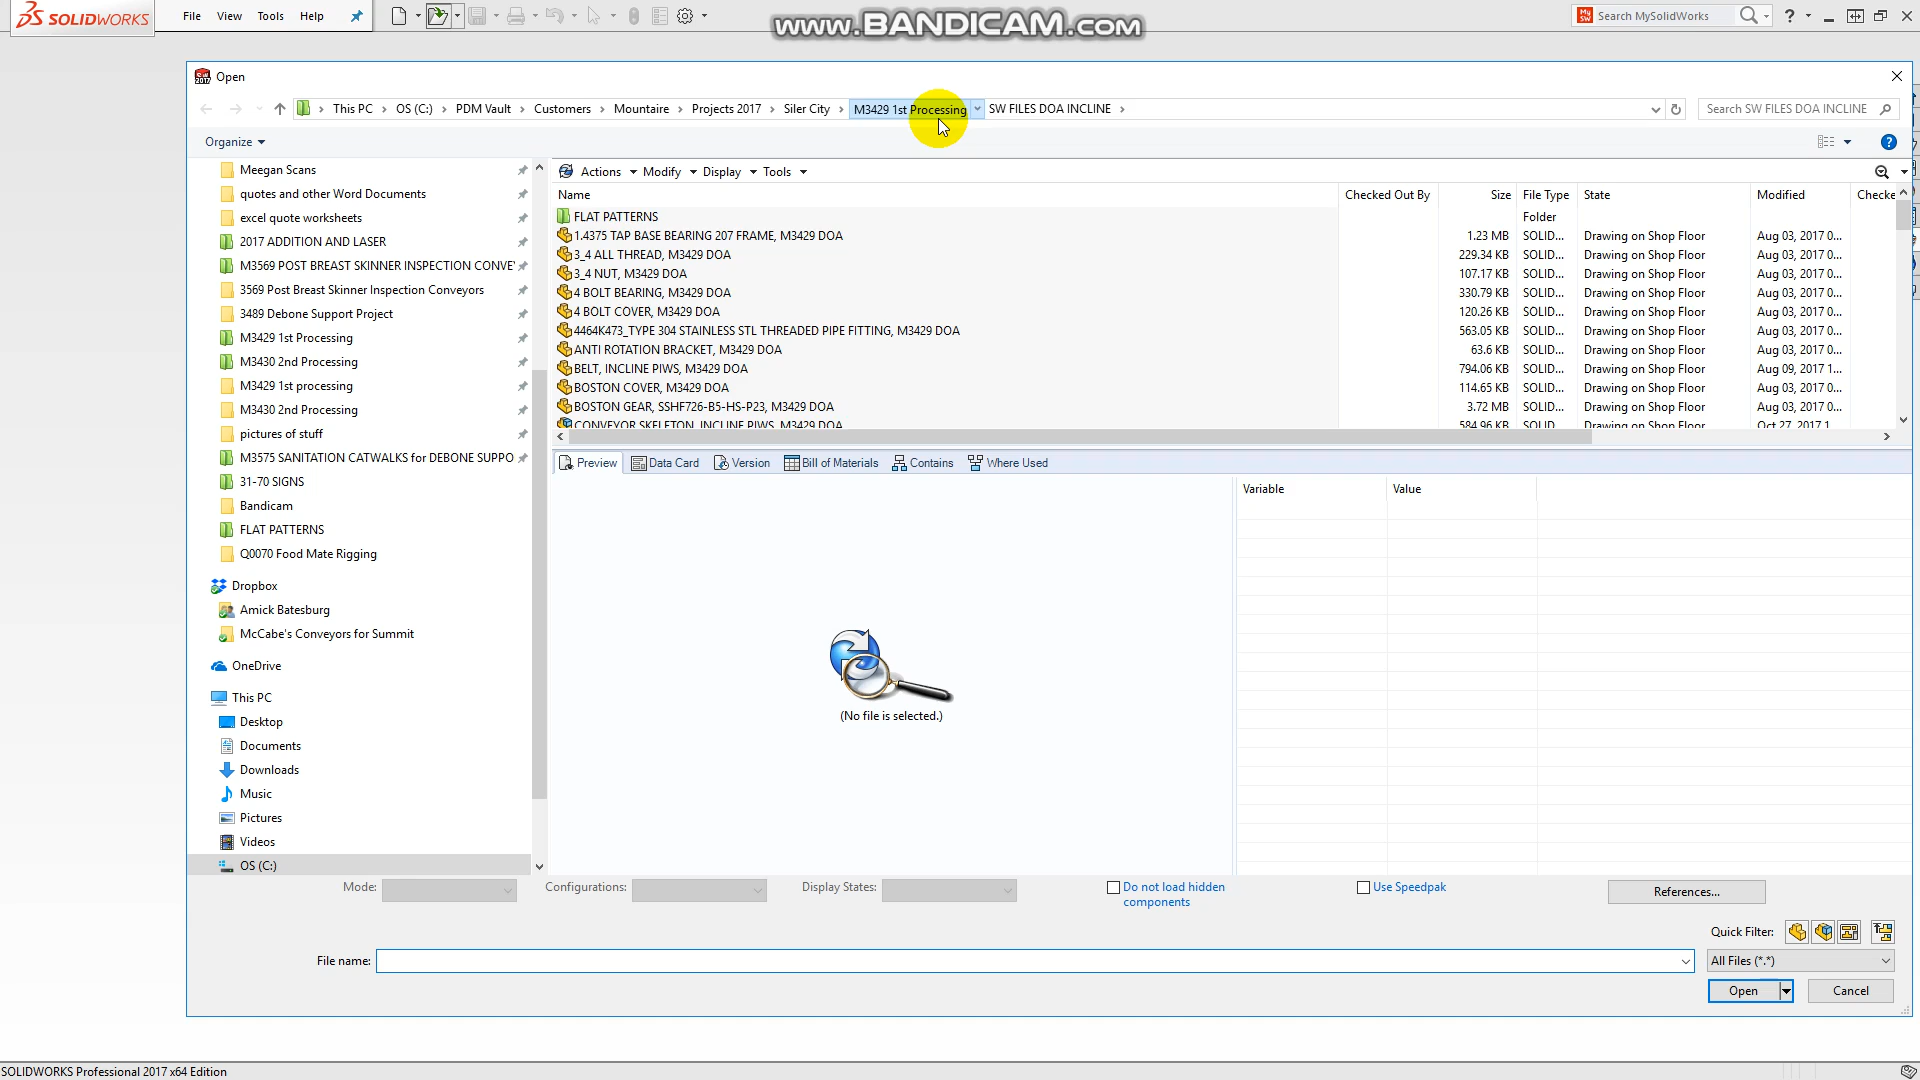 SOLIDWORKS File View Tools Help
www.BANDICAM.com
Search MySolidWorks
Open
This PC OS (C:) PDM Vault Customers Mountaire Projects 2017 Siler City M3429 1st Processing SW FILES DOA INCLINE
Search SW FILES DOA INCLINE
Organize
Meegan Scans
quotes and other Word Documents
excel quote worksheets
2017 ADDITION AND LASER
M3569 POST BREAST SKINNER INSPECTION CONVE
3569 Post Breast Skinner Inspection Conveyors
3489 Debone Support Project
M3429 1st Processing
M3430 2nd Processing
M3429 1st processing
M3430 2nd Processing
pictures of stuff
M3575 SANITATION CATWALKS for DEBONE SUPPO
31-70 SIGNS
Bandicam
FLAT PATTERNS
Q0070 Food Mate Rigging
Dropbox
Amick Batesburg
McCabe's Conveyors for Summit
OneDrive
This PC
Desktop
Documents
Downloads
Music
Pictures
Videos
OS (C:)
Actions Modify Display Tools
Name Checked Out By Size File Type State Modified Checke
FLAT PATTERNS Folder
1.4375 TAP BASE BEARING 207 FRAME, M3429 DOA 1.23 MB SOLID... Drawing on Shop Floor Aug 03, 2017 0...
3_4 ALL THREAD, M3429 DOA 229.34 KB SOLID... Drawing on Shop Floor Aug 03, 2017 0...
3_4 NUT, M3429 DOA 107.17 KB SOLID... Drawing on Shop Floor Aug 03, 2017 0...
4 BOLT BEARING, M3429 DOA 330.79 KB SOLID... Drawing on Shop Floor Aug 03, 2017 0...
4 BOLT COVER, M3429 DOA 120.26 KB SOLID... Drawing on Shop Floor Aug 03, 2017 0...
4464K473_TYPE 304 STAINLESS STL THREADED PIPE FITTING, M3429 DOA 563.05 KB SOLID... Drawing on Shop Floor Aug 03, 2017 0...
ANTI ROTATION BRACKET, M3429 DOA 63.6 KB SOLID... Drawing on Shop Floor Aug 03, 2017 0...
BELT, INCLINE PIWS, M3429 DOA 794.06 KB SOLID... Drawing on Shop Floor Aug 09, 2017 1...
BOSTON COVER, M3429 DOA 114.65 KB SOLID... Drawing on Shop Floor Aug 03, 2017 0...
BOSTON GEAR, SSHF726-B5-HS-P23, M3429 DOA 3.72 MB SOLID... Drawing on Shop Floor Aug 03, 2017 0...
CONVEYOR SKELETON, INCLINE PIWS, M3429 DOA 584.96 KB SOLID... Drawing on Shop Floor Oct 27, 2017 1...
Preview Data Card Version Bill of Materials Contains Where Used
Variable Value
(No file is selected.)
Mode: Configurations: Display States: Do not load hidden components Use Speedpak References...
Quick Filter:
File name: All Files (*.*)
Open Cancel
SOLIDWORKS Professional 2017 x64 Edition